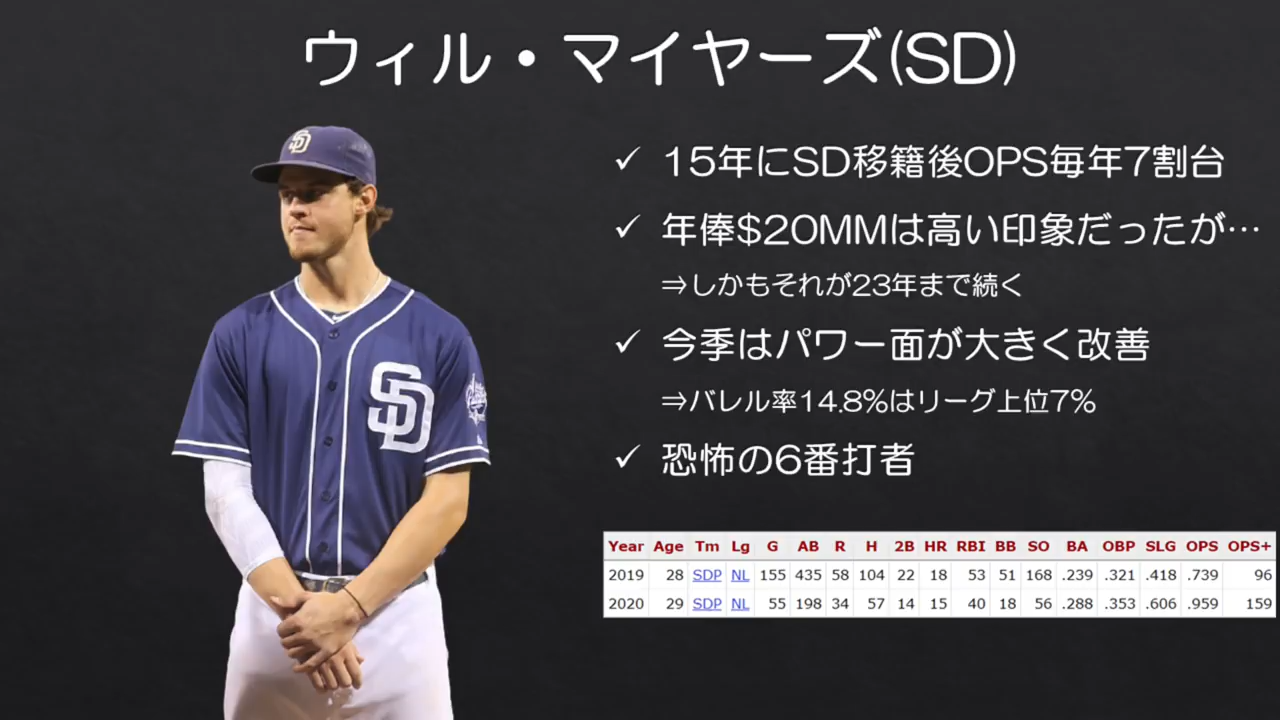 ウィル・マイヤーズ(SD)
✓ 15年にSD移籍後OPS毎年7割台
✓ 年俸$20MMは高い印象だったが…
⇒しかもそれが23年まで続く
✓ 今季はパワー面が大きく改善
⇒バレル率14.8%はリーグ上位7%
✓ 恐怖の6番打者
SD
SD
Year Age Tm Lg G AB R H 2B HR RBI BB SO BA OBP SLG OPS OPS+
2019 28 SDP NL 155 435 58 104 22 18 53 51 168 .239 .321 .418 .739 96
2020 29 SDP NL 55 198 34 57 14 15 40 18 56 .288 .353 .606 .959 159